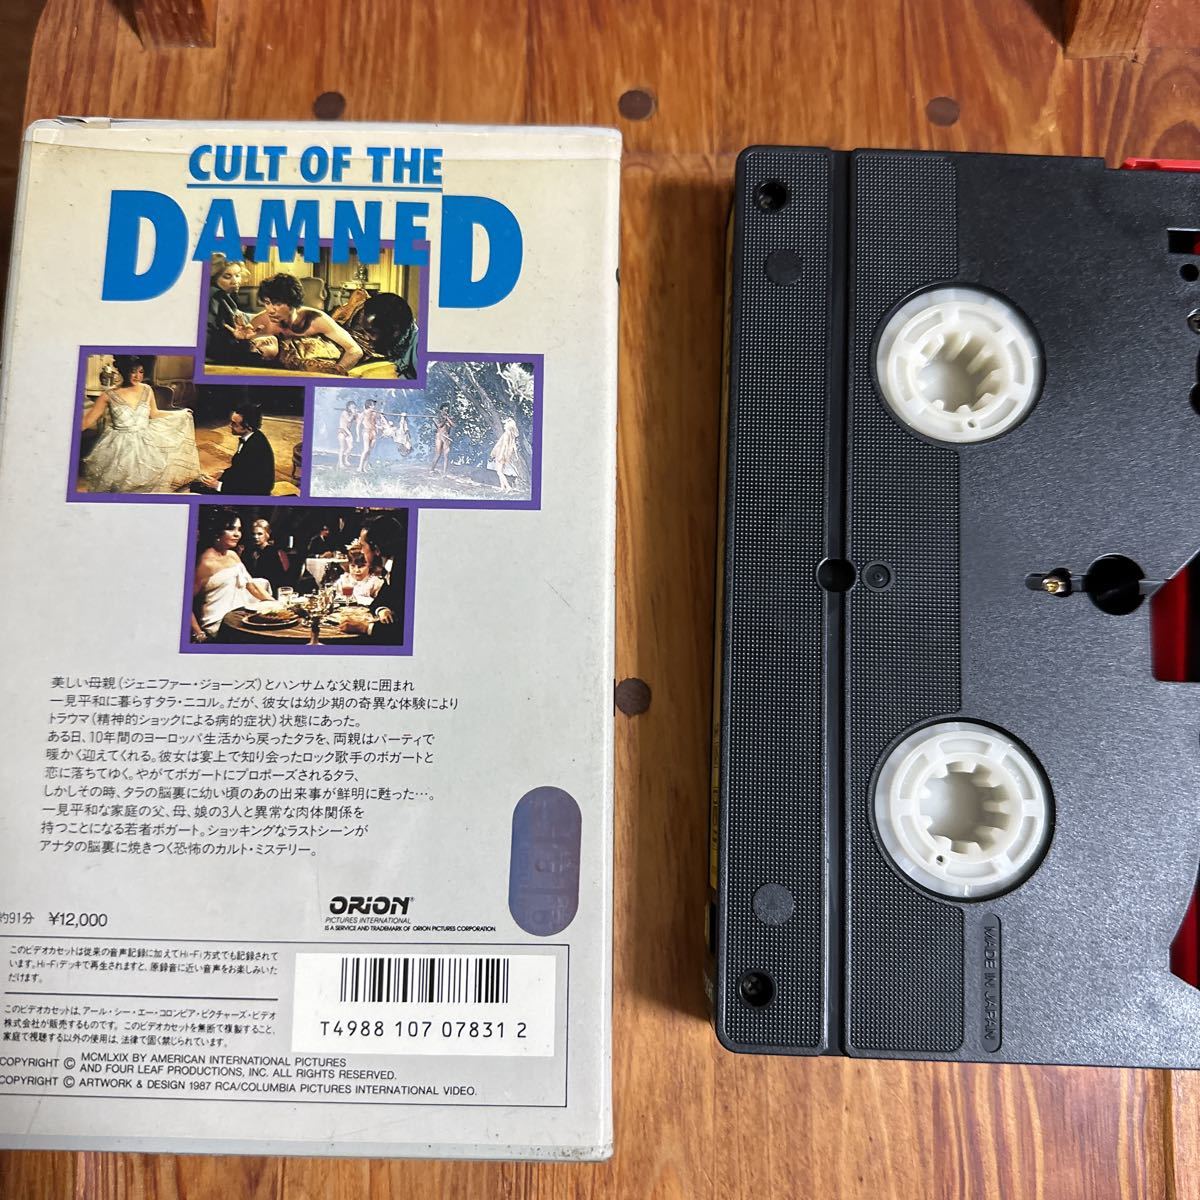 CULT OF THE
DAMNED
美しい母親(ジェニファー・ジョーンズ)とハンサムな父親に囲まれ
一見平和に暮らすタラ・ニコル。だが、彼女は幼少期の奇異な体験により
トラウマ(精神的ショックによる病的症状)状態にあった。
ある日、10年間のヨーロッパ生活から戻ったタラを、両親はパーティで
暖かく迎えてくれる。彼女は宴上で知り会ったロック歌手のボガートと
恋に落ちてゆく。やがてボガートにプロポーズされるタラ、
しかしその時、タラの脳裏に幼い頃のあの出来事が鮮明に甦った…。
一見平和な家庭の父、母、娘の3人と異常な肉体関係を
持つことになる若者ボガート。ショッキングなラストシーンが
アナタの脳裏に焼きつく恐怖のカルト・ミステリー。
約91分 ¥12,000
ORION
PICTURES INTERNATIONAL
IS A SERVICE AND TRADEMARK OF ORION PICTURES CORPORATION.
このビデオカセットは従来の音声記録に加えてHi-Fi方式でも記録されて
います。Hi-Fiデッキで再生されますと、原録音に近い音声をお楽しみいた
だけます。
このビデオカセットは、アール・シー・エー・コロンビア・ピクチャーズ・ビデオ
株式会社が販売するものです。このビデオカセットを無断で複製すること、
家庭で視聴する以外の使用は、法律で固く禁じられています。
T4988 107 07831 2
COPYRIGHT © MCMLXIX BY AMERICAN INTERNATIONAL PICTURES
AND FOUR LEAF PRODUCTIONS, INC. ALL RIGHTS RESERVED.
COPYRIGHT © ARTWORK & DESIGN 1987 RCA/COLUMBIA PICTURES INTERNATIONAL VIDEO.
MADE IN JAPAN